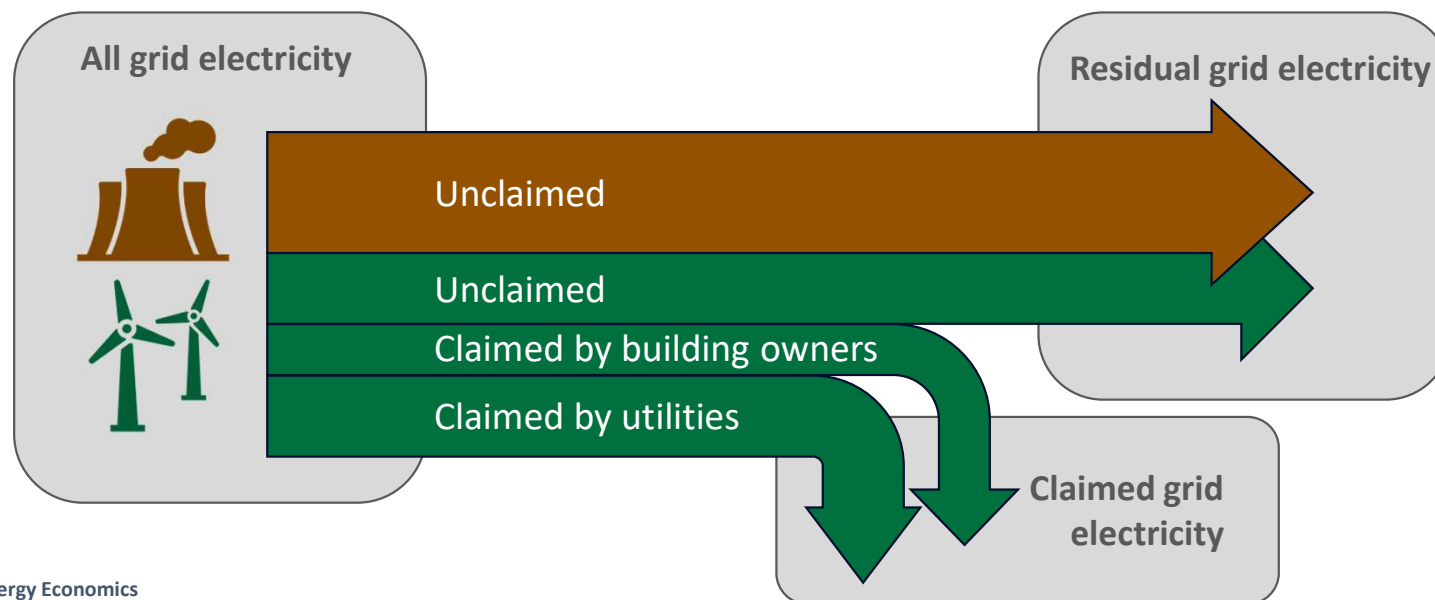 All grid electricity
Residual grid electricity
Unclaimed
Unclaimed
Claimed by building owners
Claimed by utilities
Claimed grid
electricity
Economics